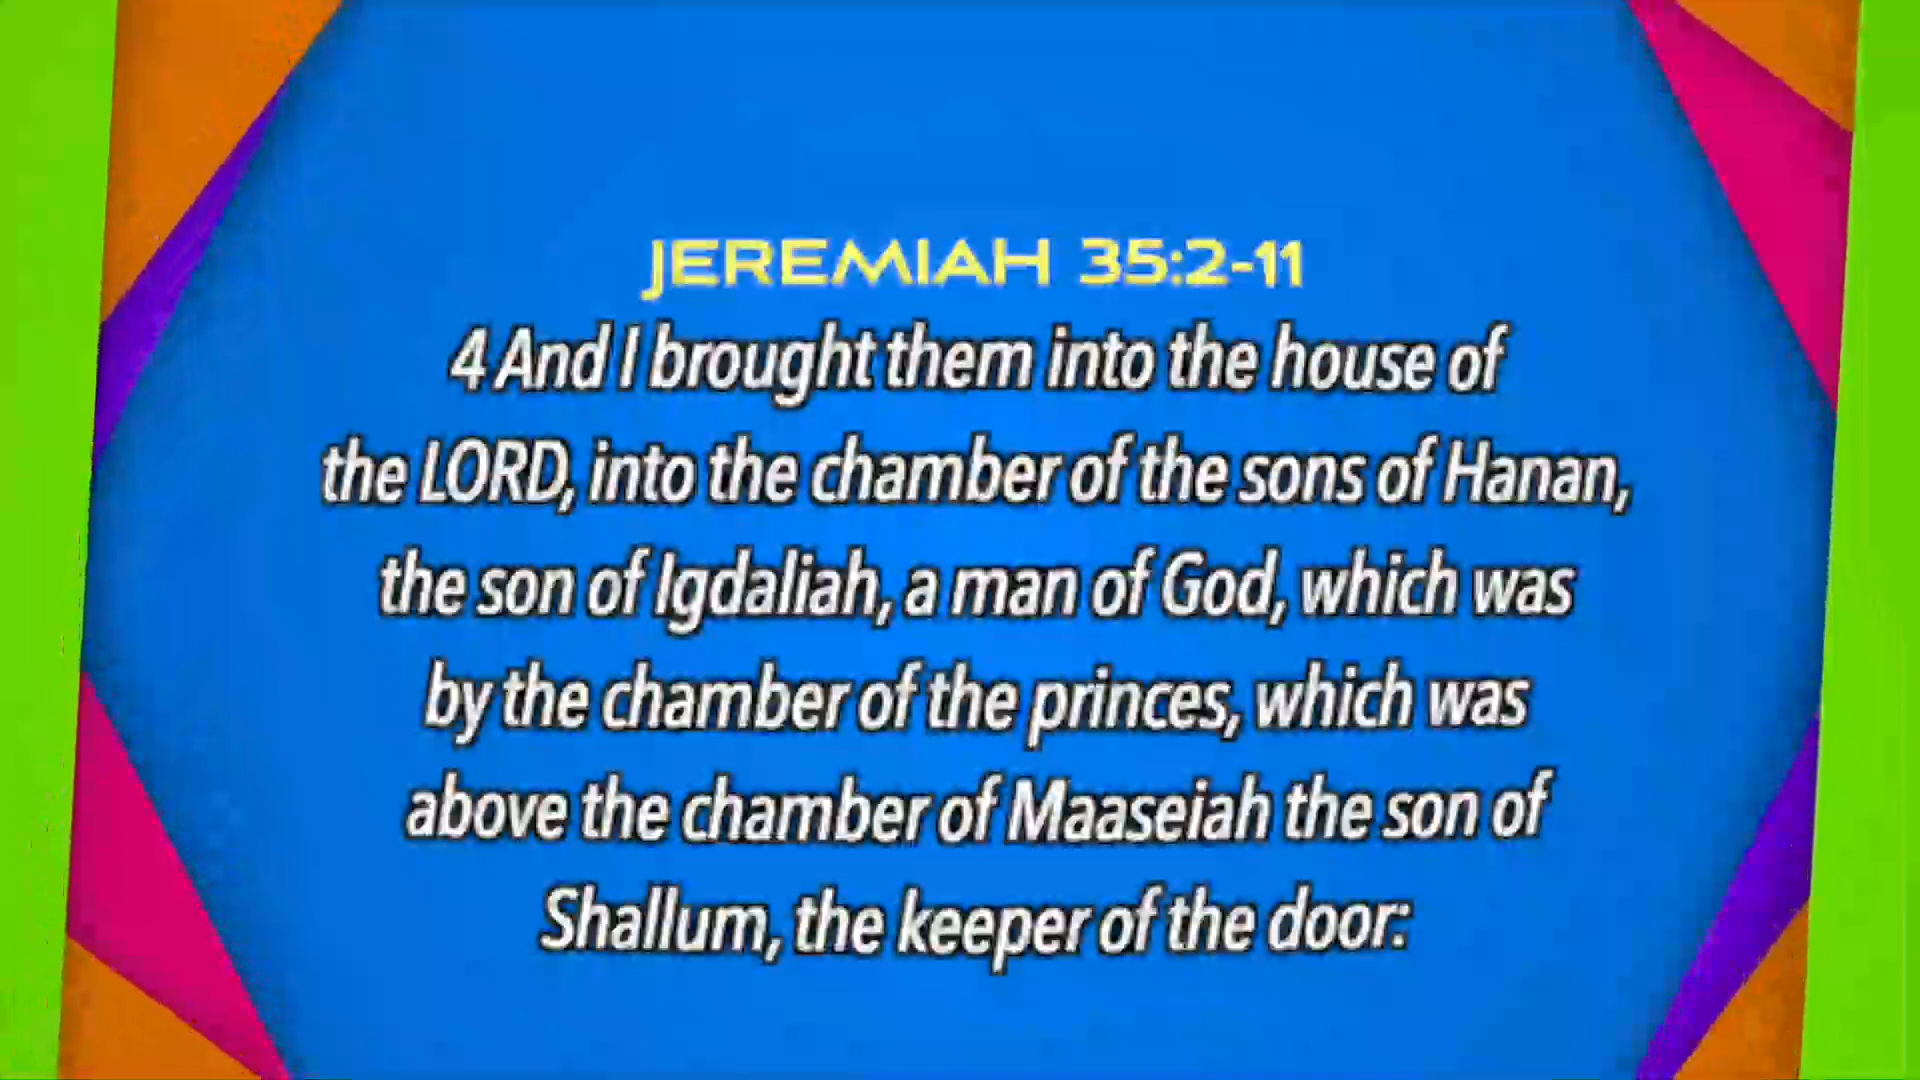 JEREMIAH 35:2-11
4 And I brought them into the house of
the LORD, into the chamber of the sons of Hanan,
the son of Igdaliah, a man of God, which was
by the chamber of the princes, which was
above the chamber of Maaseiah the son of
Shallum, the keeper of the door: